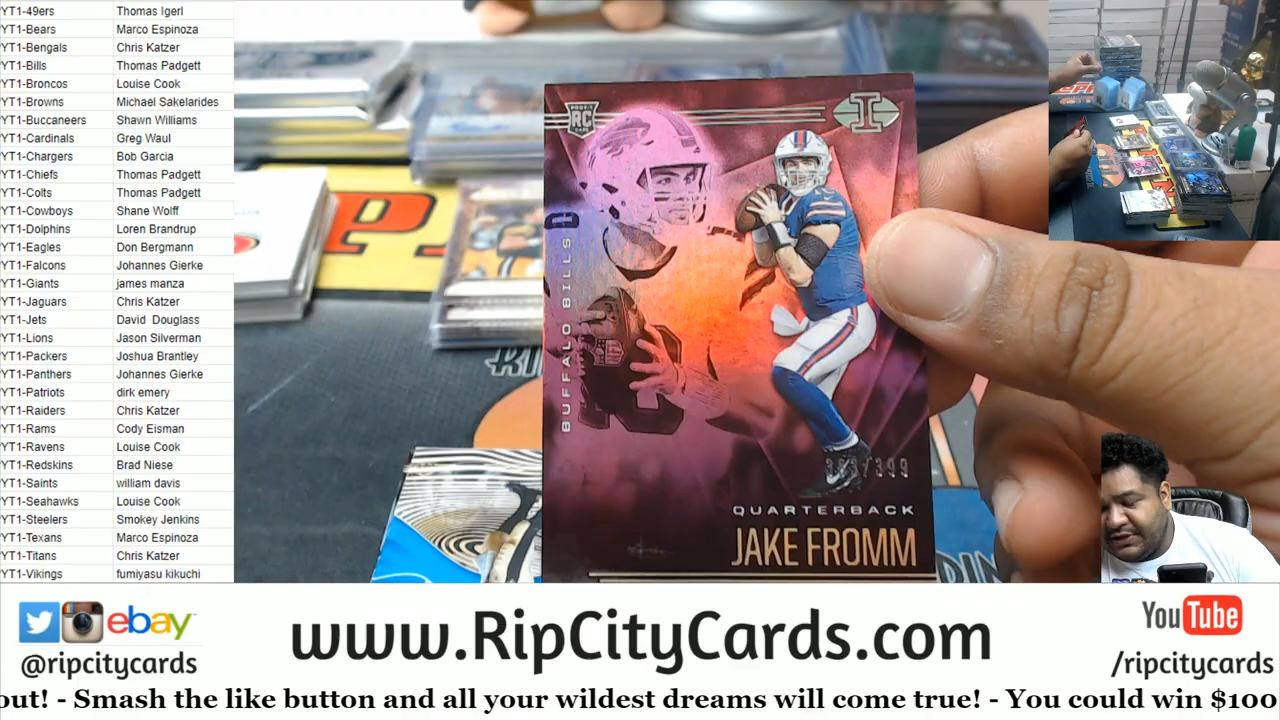 YT1-49ers Thomas Igerl
YT1-Bears Marco Espinoza
YT1-Bengals Chris Katzer
YT1-Bills Thomas Padgett
YT1-Broncos Louise Cook
YT1-Browns Michael Sakelarides
YT1-Buccaneers Shawn Williams
YT1-Cardinals Greg Waul
YT1-Chargers Bob Garcia
YT1-Chiefs Thomas Padgett
YT1-Colts Thomas Padgett
YT1-Cowboys Shane Wolff
YT1-Dolphins Loren Brandrup
YT1-Eagles Don Bergmann
YT1-Falcons Johannes Gierke
YT1-Giants james manza
YT1-Jaguars Chris Katzer
YT1-Jets David Douglass
YT1-Lions Jason Silverman
YT1-Packers Joshua Brantley
YT1-Panthers Johannes Gierke
YT1-Patriots dirk emery
YT1-Raiders Chris Katzer
YT1-Rams Cody Eisman
YT1-Ravens Louise Cook
YT1-Redskins Brad Niese
YT1-Saints william davis
YT1-Seahawks Louise Cook
YT1-Steelers Smokey Jenkins
YT1-Texans Marco Espinoza
YT1-Titans Chris Katzer
YT1-Vikings fumiyasu kikuchi
RC
I
BUFFALO BILLS
NFL
/399
QUARTERBACK
JAKE FROMM
ebay
@ripcitycards
www.RipCityCards.com
YouTube
/ripcitycards
out! - Smash the like button and all your wildest dreams will come true! - You could win $100